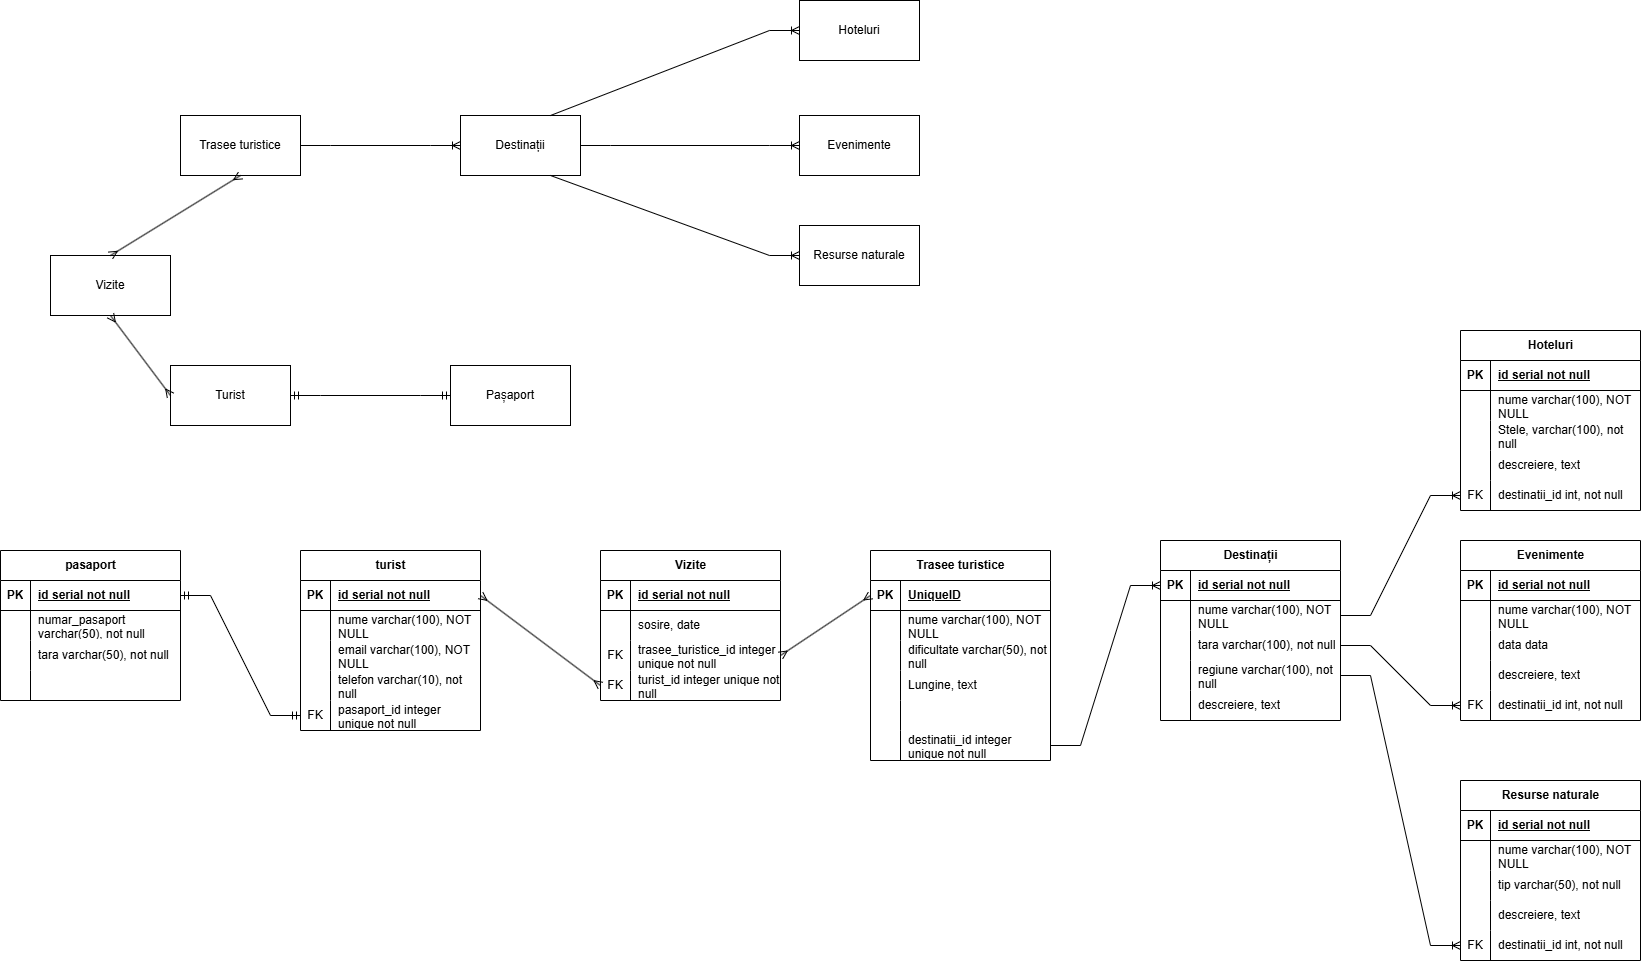 Hoteluri
Trasee turistice
Destinații
Evenimente
Resurse naturale
Vizite
Turist
Pașaport
pasaport
PK id serial not null
numar_pasaport
varchar(50), not null
tara varchar(50), not null
turist
PK id serial not null
nume varchar(100), NOT
NULL
email varchar(100), NOT
NULL
telefon varchar(10), not
null
FK pasaport_id integer
unique not null
Vizite
PK id serial not null
sosire, date
FK trasee_turistice_id integer
unique not null
FK turist_id integer unique not
null
Trasee turistice
PK UniqueID
nume varchar(100), NOT
NULL
dificultate varchar(50), not
null
Lungine, text
destinatii_id integer
unique not null
Destinații
PK id serial not null
nume varchar(100), NOT
NULL
tara varchar(100), not null
regiune varchar(100), not
null
descreiere, text
Hoteluri
PK id serial not null
nume varchar(100), NOT
NULL
Stele, varchar(100), not
null
descreiere, text
FK destinatii_id int, not null
Evenimente
PK id serial not null
nume varchar(100), NOT
NULL
data data
descreiere, text
FK destinatii_id int, not null
Resurse naturale
PK id serial not null
nume varchar(100), NOT
NULL
tip varchar(50), not null
descreiere, text
FK destinatii_id int, not null